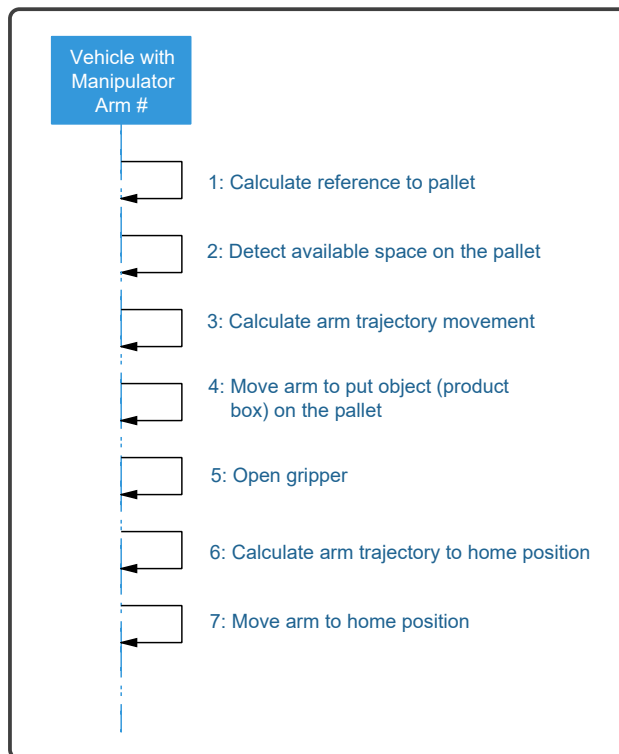 Vehicle with
Manipulator
Arm #
1: Calculate reference to pallet
2: Detect available space on the pallet
3: Calculate arm trajectory movement
4: Move arm to put object (product
box) on the pallet
5: Open gripper
6: Calculate arm trajectory to home position
7: Move arm to home position